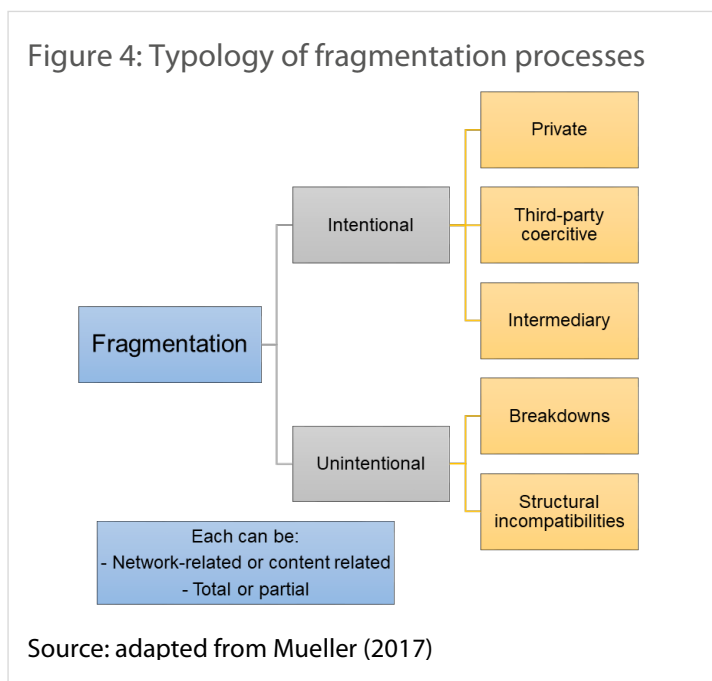 Figure 4: Typology of fragmentation processes
Private
Intentional
Third-party
coercitive
Intermediary
Fragmentation
Breakdowns
Unintentional
Structural
incompatibilities
Each can be:
- Network-related or content related
- Total or partial
Source: adapted from Mueller (2017)